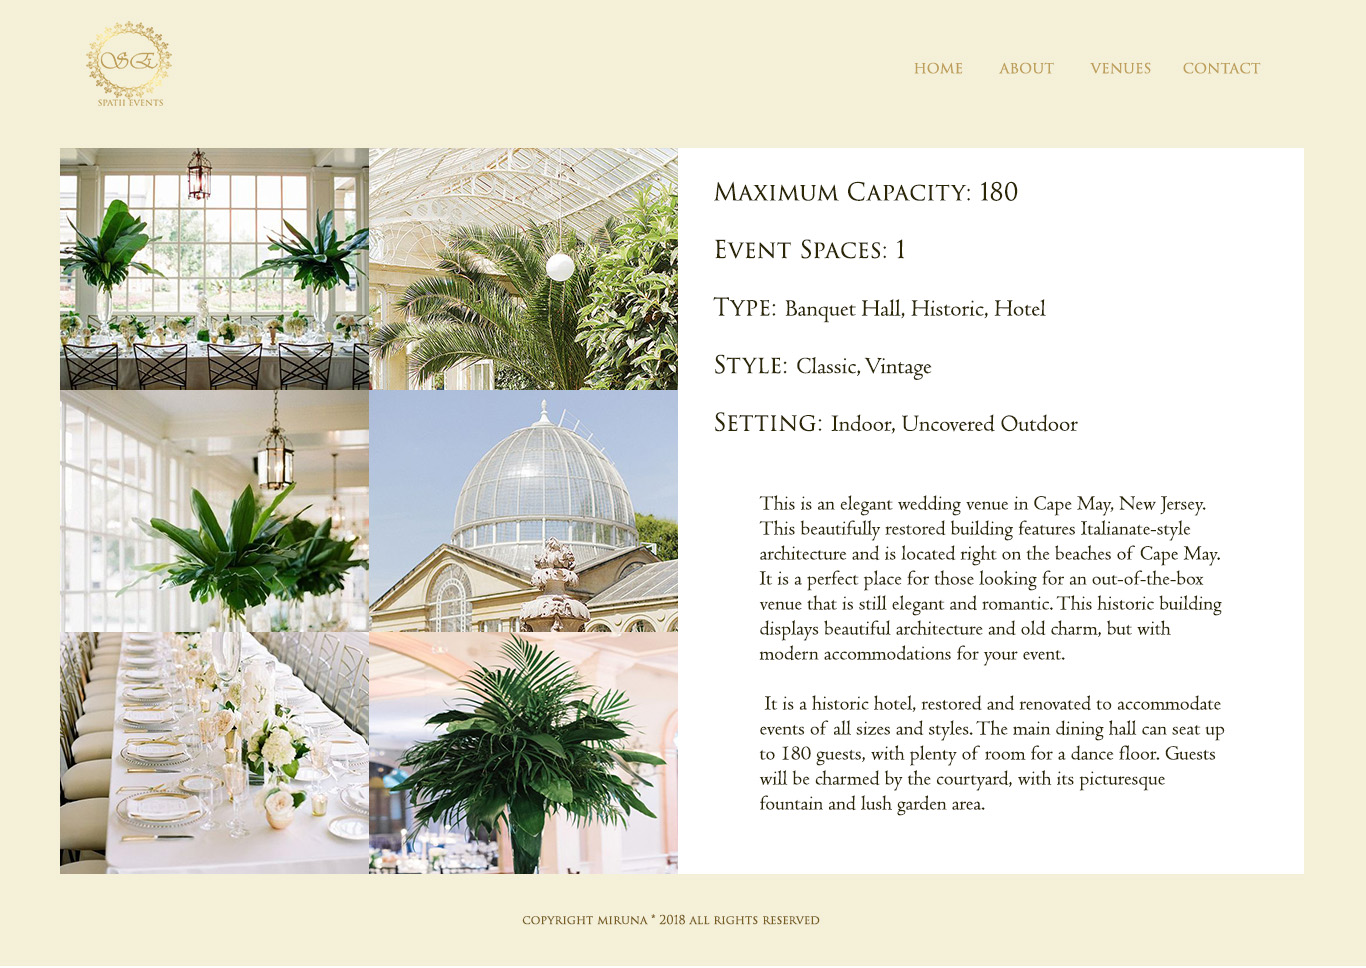 SE
SPATII EVENTS
HOME ABOUT VENUES CONTACT
MAXIMUM CAPACITY: 180
EVENT SPACES: 1
TYPE: Banquet Hall, Historic, Hotel
STYLE: Classic, Vintage
SETTING: Indoor, Uncovered Outdoor
This is an elegant wedding venue in Cape May, New Jersey.
This beautifully restored building features Italianate-style
architecture and is located right on the beaches of Cape May.
It is a perfect place for those looking for an out-of-the-box
venue that is still elegant and romantic. This historic building
displays beautiful architecture and old charm, but with
modern accommodations for your event.
It is a historic hotel, restored and renovated to accommodate
events of all sizes and styles. The main dining hall can seat up
to 180 guests, with plenty of room for a dance floor. Guests
will be charmed by the courtyard, with its picturesque
fountain and lush garden area.
COPYRIGHT MIRUNA * 2018 ALL RIGHTS RESERVED